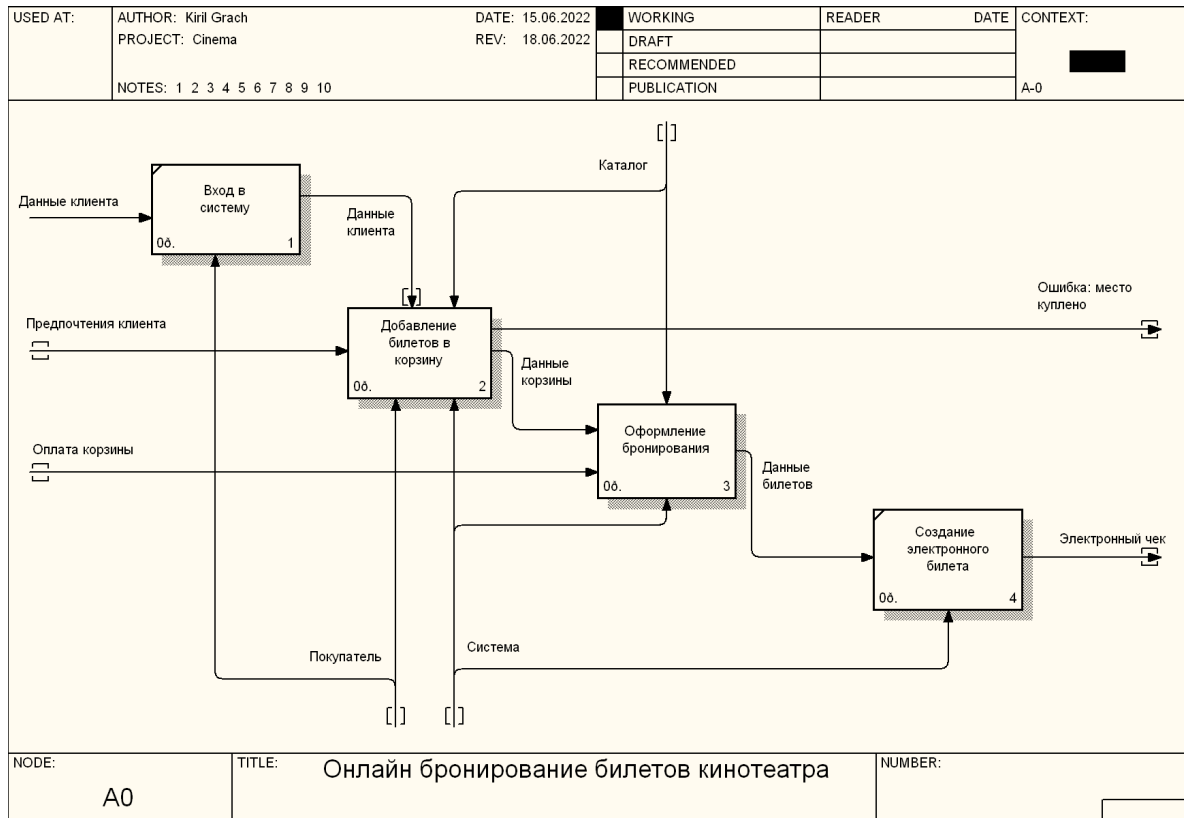 USED AT:
AUTHOR: Kiril Grach
DATE: 15.06.2022
WORKING
READER
DATE
CONTEXT:
PROJECT: Cinema
REV: 18.06.2022
DRAFT
RECOMMENDED
NOTES: 1 2 3 4 5 6 7 8 9 10
PUBLICATION
A-0
Каталог
Вход в
систему
0б.
1
Данные клиента
Данные
клиента
Ошибка: место
куплено
Предпочтения клиента
Добавление
билетов в
корзину
0б.
2
Данные
корзины
Оплата корзины
Оформление
бронирования
0б.
3
Данные
билетов
Создание
электронного
билета
0б.
4
Электронный чек
Покупатель
Система
NODE:
A0
TITLE:
Онлайн бронирование билетов кинотеатра
NUMBER: